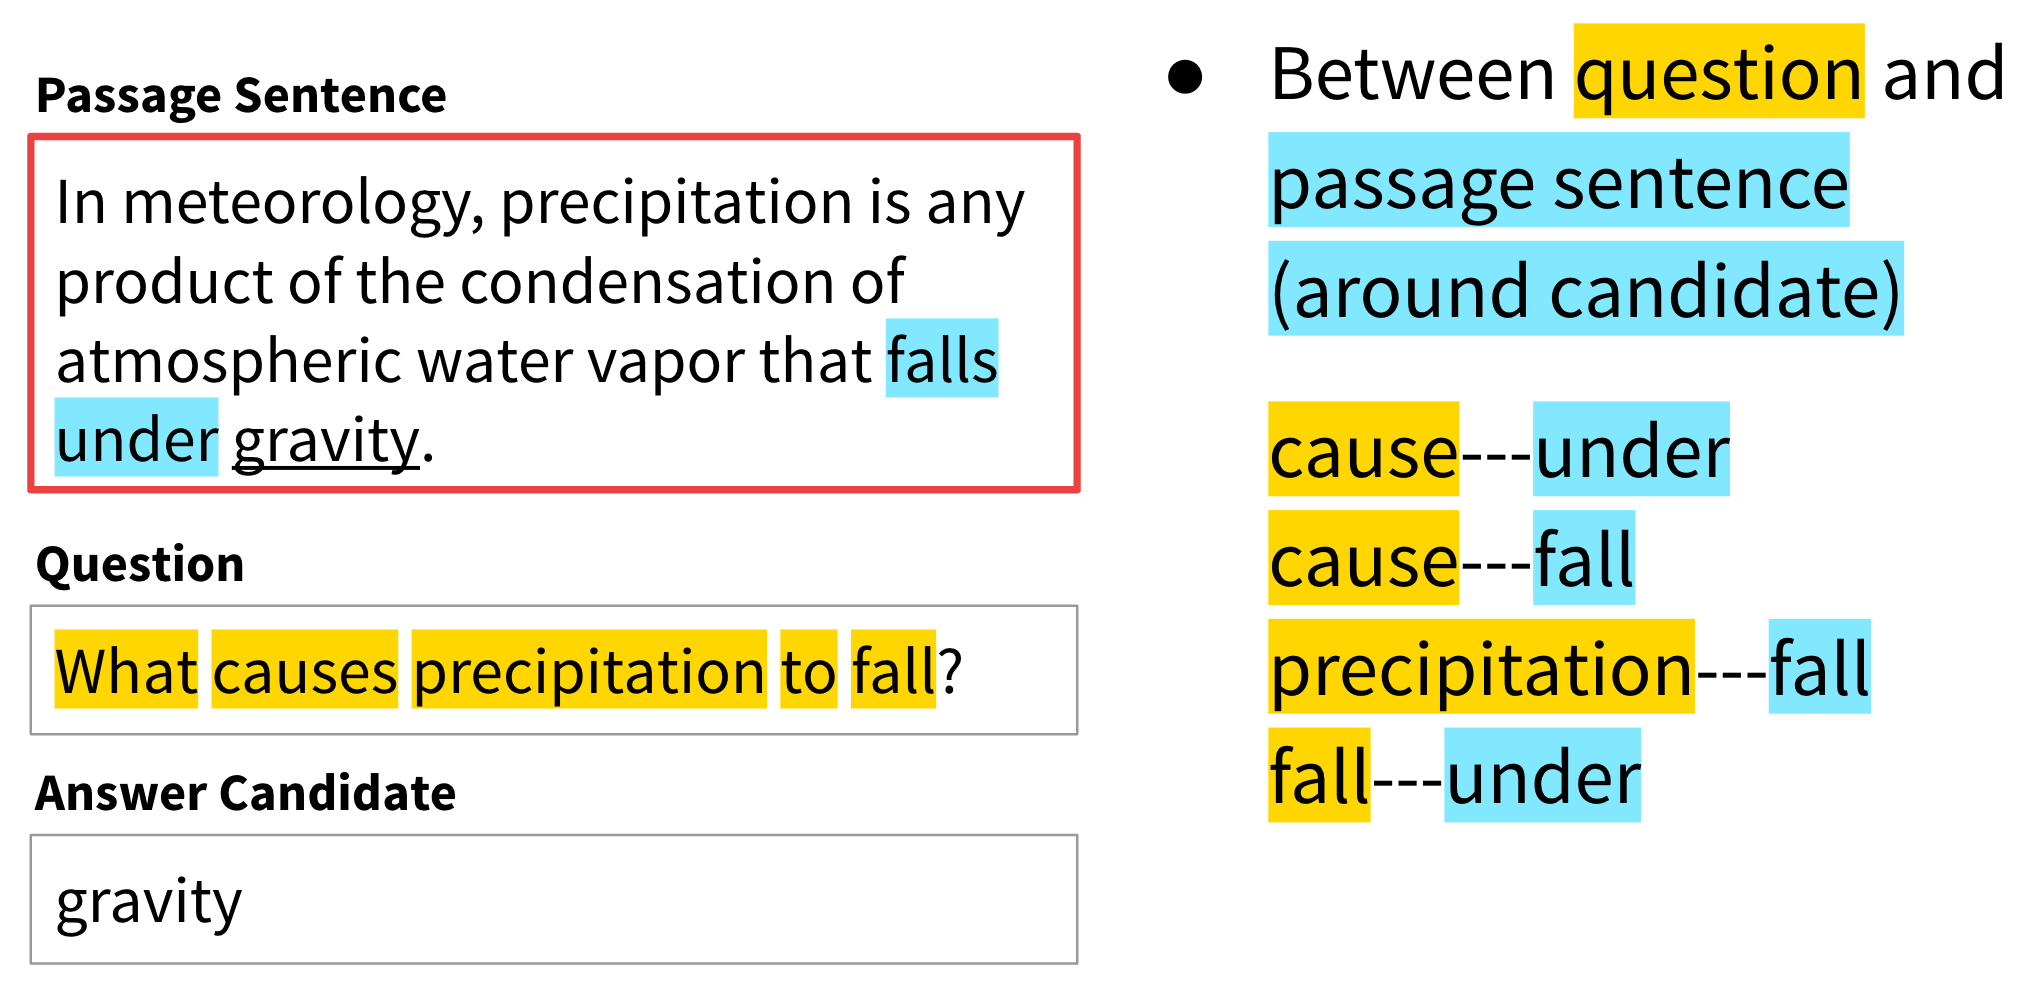 Passage Sentence
In meteorology, precipitation is any
product of the condensation of
atmospheric water vapor that falls
under gravity.
Question
What causes precipitation to fall?
Answer Candidate
gravity
● Between question and
passage sentence
(around candidate)
cause---under
cause---fall
precipitation---fall
fall---under